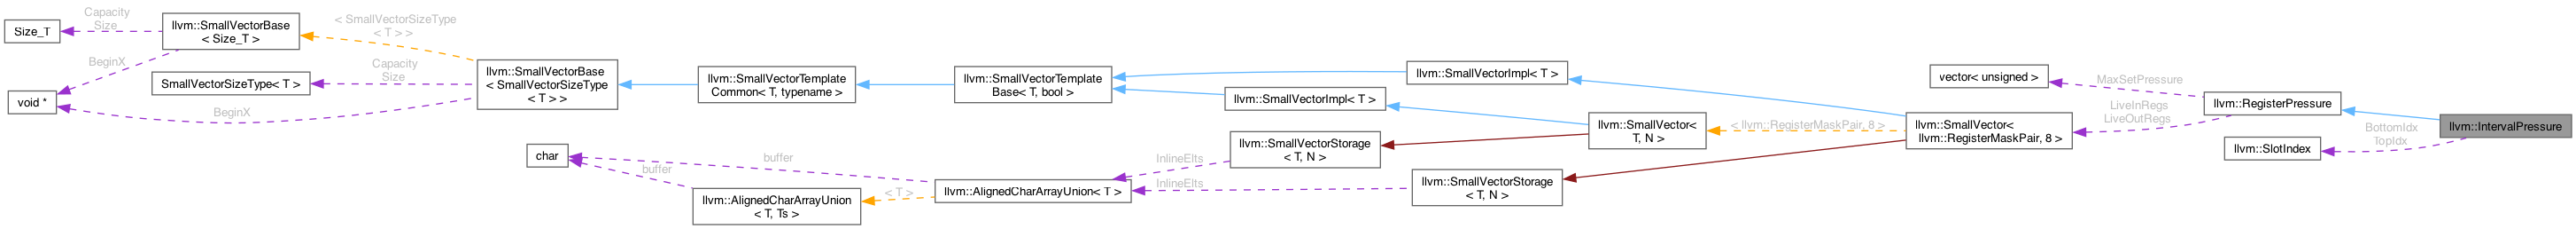 Size_T
void *
Capacity
Size
BeginX
llvm::SmallVectorBase
< Size_T >
SmallVectorSizeType< T >
BeginX
< SmallVectorSizeType
< T > >
Capacity
Size
llvm::SmallVectorBase
< SmallVectorSizeType
< T > >
char
llvm::SmallVectorTemplate
Common< T, typename >
buffer
buffer
llvm::AlignedCharArrayUnion
< T, Ts >
< T >
llvm::SmallVectorTemplate
Base< T, bool >
llvm::AlignedCharArrayUnion< T >
InlineElts
InlineElts
llvm::SmallVectorImpl< T >
llvm::SmallVectorImpl< T >
llvm::SmallVectorStorage
< T, N >
llvm::SmallVectorStorage
< T, N >
llvm::SmallVector<
T, N >
< llvm::RegisterMaskPair, 8 >
llvm::SmallVector<
llvm::RegisterMaskPair, 8 >
vector< unsigned >
MaxSetPressure
LiveInRegs
LiveOutRegs
llvm::RegisterPressure
llvm::SlotIndex
BottomIdx
TopIdx
llvm::IntervalPressure